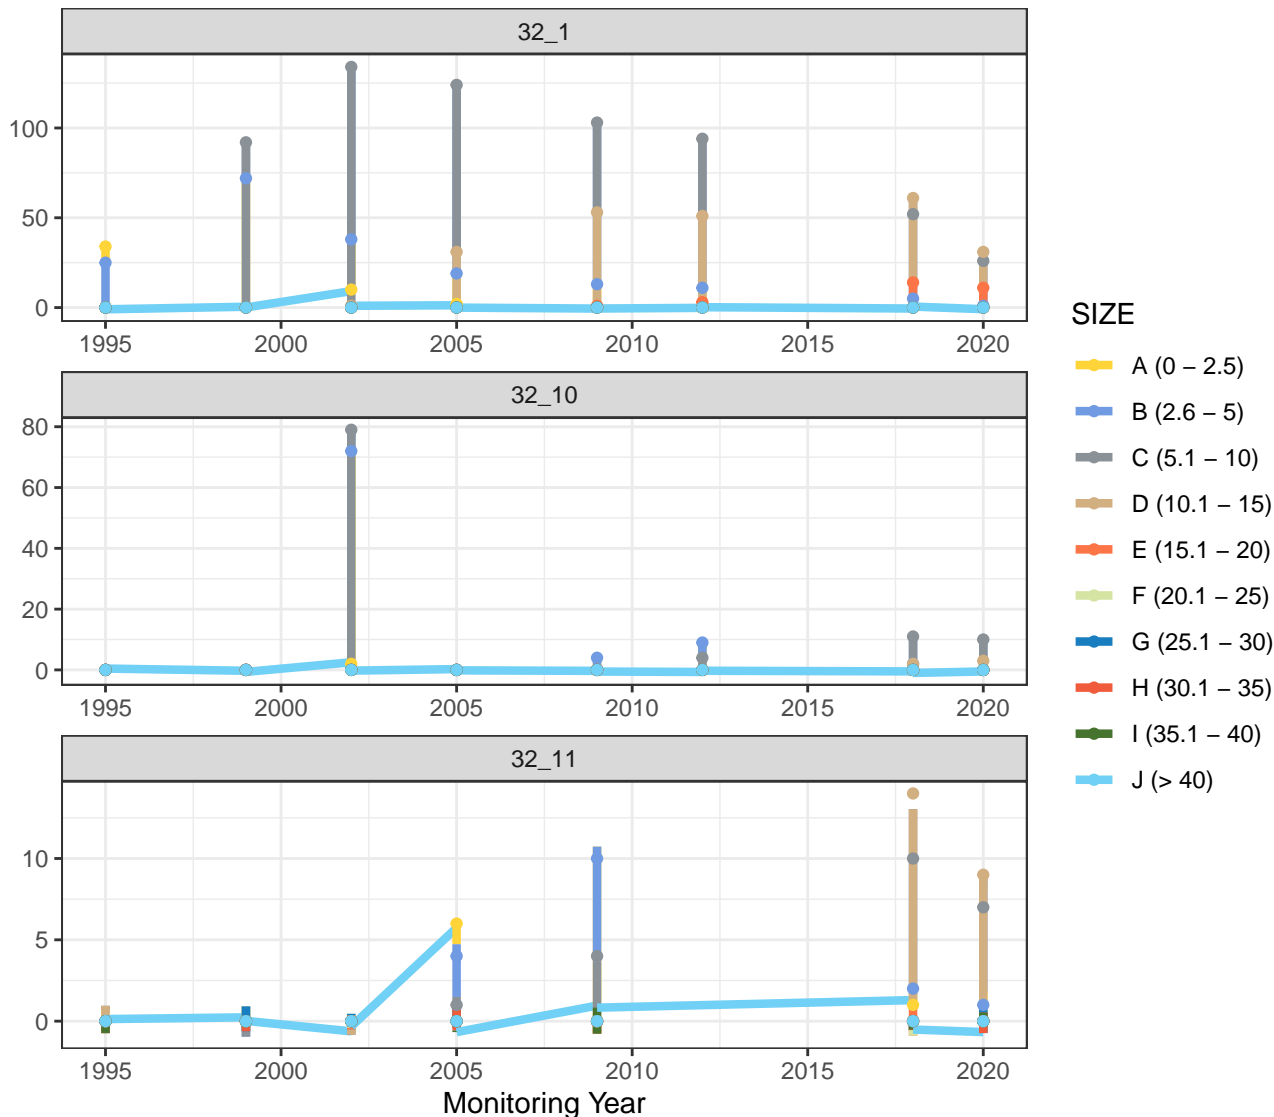 32_1
100
50
0
1995 2000 2005 2010 2015 2020
32_10
80
60
40
20
0
1995 2000 2005 2010 2015 2020
32_11
10
5
0
1995 2000 2005 2010 2015 2020
Monitoring Year
SIZE
A (0 − 2.5)
B (2.6 − 5)
C (5.1 − 10)
D (10.1 − 15)
E (15.1 − 20)
F (20.1 − 25)
G (25.1 − 30)
H (30.1 − 35)
I (35.1 − 40)
J (> 40)